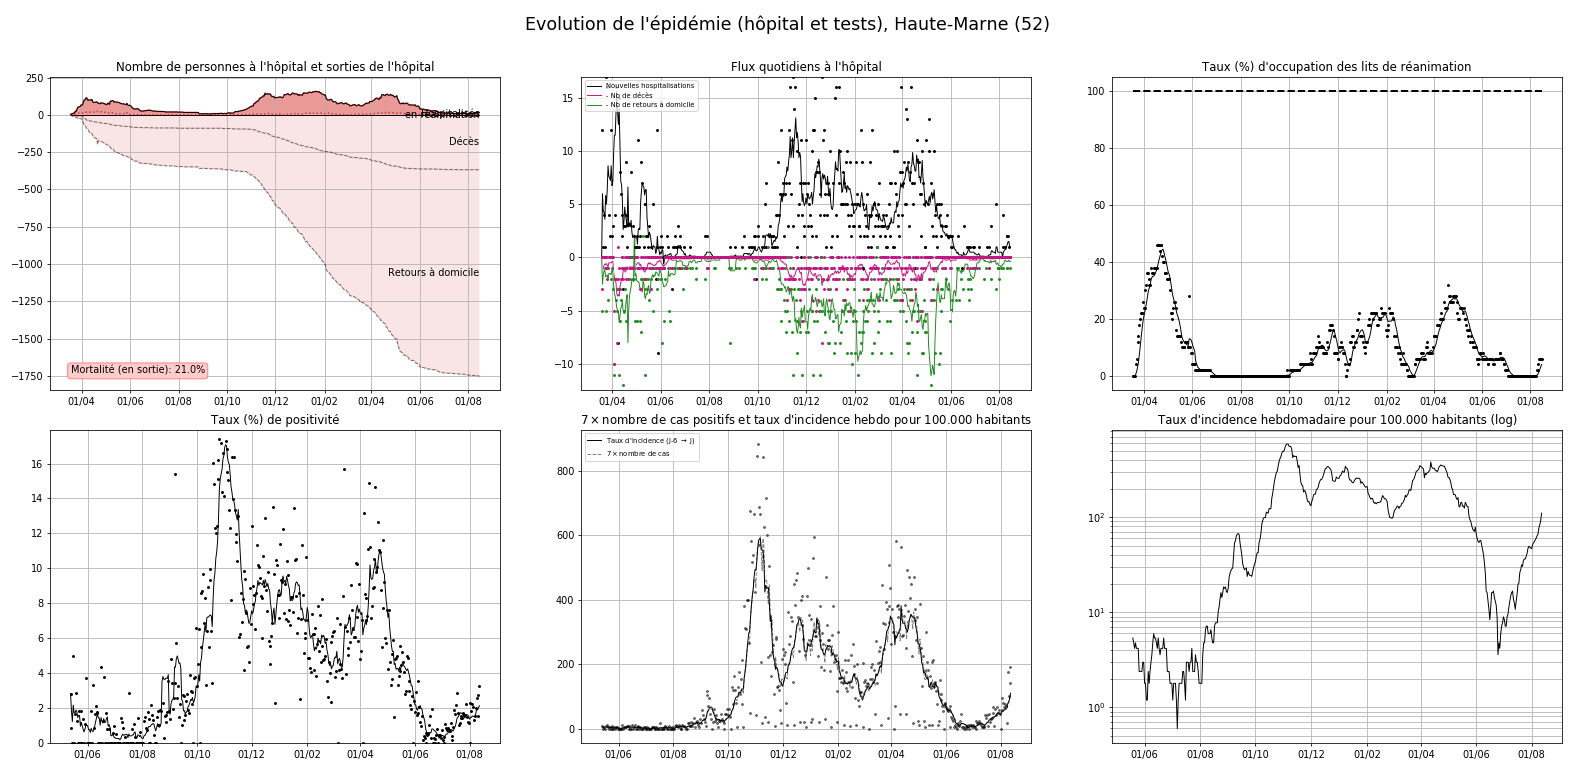 Evolution de l'épidémie (hôpital et tests), Haute-Marne (52)
Nombre de personnes à l'hôpital et sorties de l'hôpital
250
0
−250
−500
−750
−1000
−1250
−1500
−1750
en réanimation
Décès
Retours à domicile
Mortalité (en sortie): 21.0%
01/04 01/06 01/08 01/10 01/12 01/02 01/04 01/06 01/08
Flux quotidiens à l'hôpital
Nouvelles hospitalisations
- Nb de décès
- Nb de retours à domicile
15
10
5
0
−5
−10
01/04 01/06 01/08 01/10 01/12 01/02 01/04 01/06 01/08
Taux (%) d'occupation des lits de réanimation
100
80
60
40
20
0
01/04 01/06 01/08 01/10 01/12 01/02 01/04 01/06 01/08
Taux (%) de positivité
16
14
12
10
8
6
4
2
0
01/06 01/08 01/10 01/12 01/02 01/04 01/06 01/08
7 × nombre de cas positifs et taux d'incidence hebdo pour 100.000 habitants
Taux d'incidence (J-6 → J)
7 × nombre de cas
800
600
400
200
0
01/06 01/08 01/10 01/12 01/02 01/04 01/06 01/08
Taux d'incidence hebdomadaire pour 100.000 habitants (log)
10²
10¹
10⁰
01/06 01/08 01/10 01/12 01/02 01/04 01/06 01/08